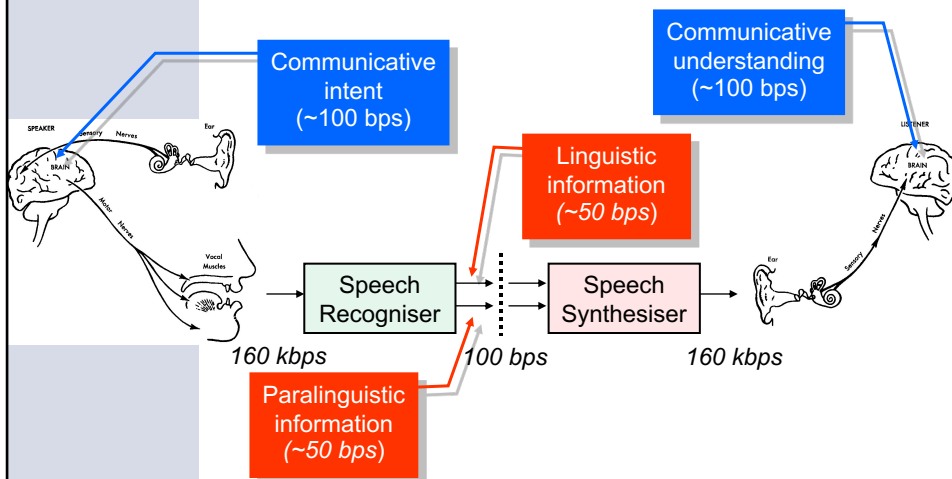 Communicative
intent
(~100 bps)
Communicative
understanding
(~100 bps)
SPEAKER
Sensory Nerves
Ear
BRAIN
Motor
Nerves
Vocal
Muscles
LISTENER
BRAIN
Linguistic
information
(~50 bps)
Nerves
Sensory
Ear
Speech
Recogniser
Speech
Synthesiser
160 kbps
100 bps
160 kbps
Paralinguistic
information
(~50 bps)